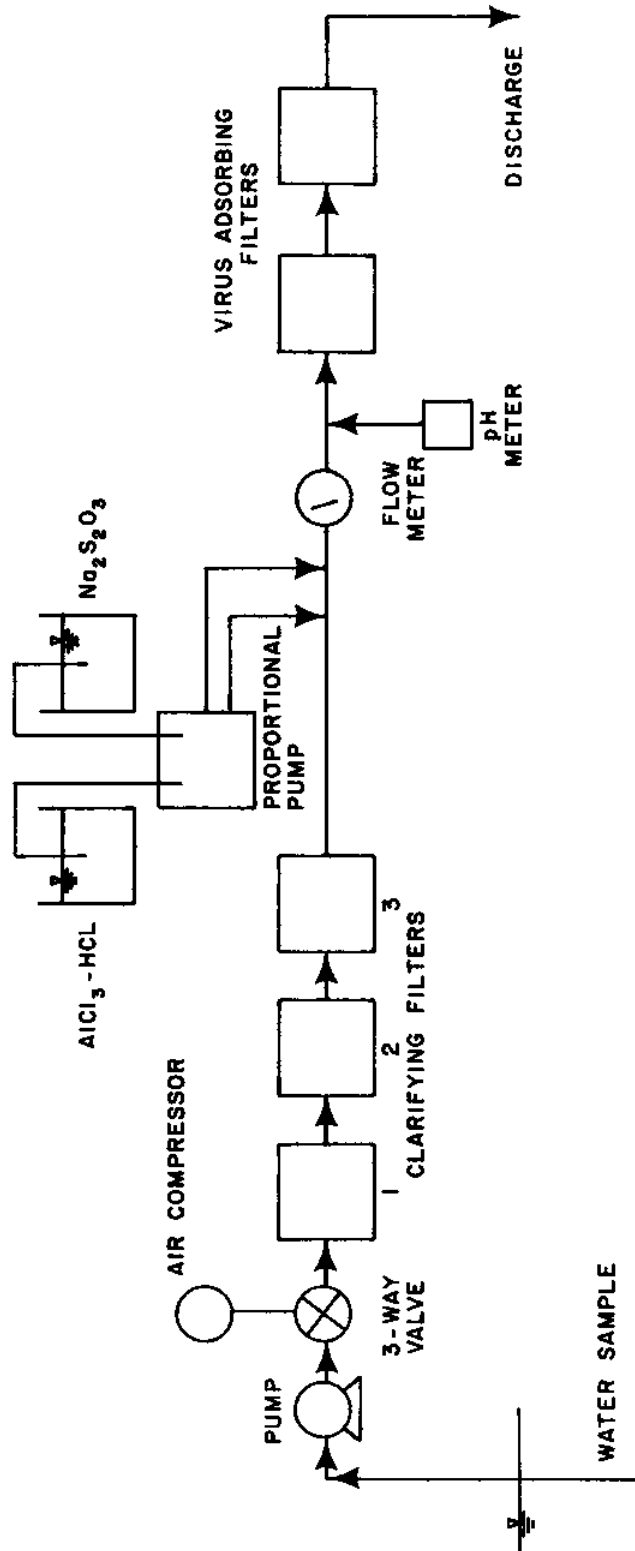 WATER SAMPLE
PUMP
3-WAY
VALVE
AIR COMPRESSOR
1
2
3
CLARIFYING FILTERS
AlCl₃-HCL
Na₂S₂O₃
PROPORTIONAL
PUMP
FLOW
METER
pH
METER
VIRUS ADSORBING
FILTERS
DISCHARGE